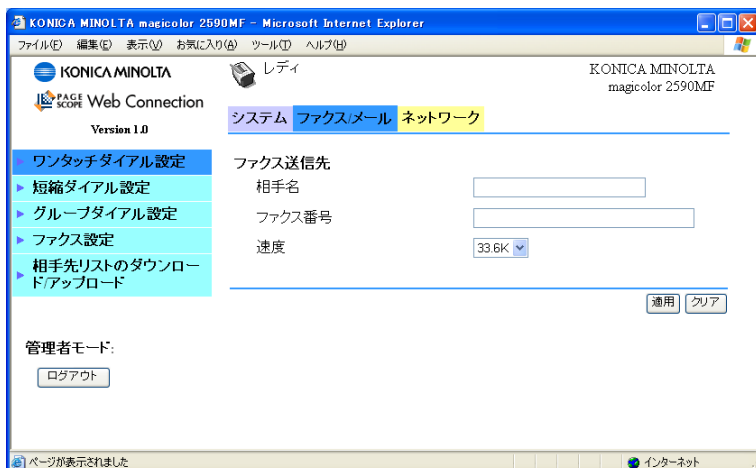 KONICA MINOLTA magicolor 2590MF - Microsoft Internet Explorer
ファイル(F) 編集(E) 表示(V) お気に入り(A) ツール(T) ヘルプ(H)
KONICA MINOLTA
レディ
KONICA MINOLTA
magicolor 2590MF
PAGE SCOPE Web Connection
Version 1.0
システム ファクス/メール ネットワーク
ワンタッチダイアル設定
短縮ダイアル設定
グループダイアル設定
ファクス設定
相手先リストのダウンロー
ド/アップロード
ファクス送信先
相手名
ファクス番号
速度 33.6K
適用 クリア
管理者モード:
ログアウト
ページが表示されました
インターネット